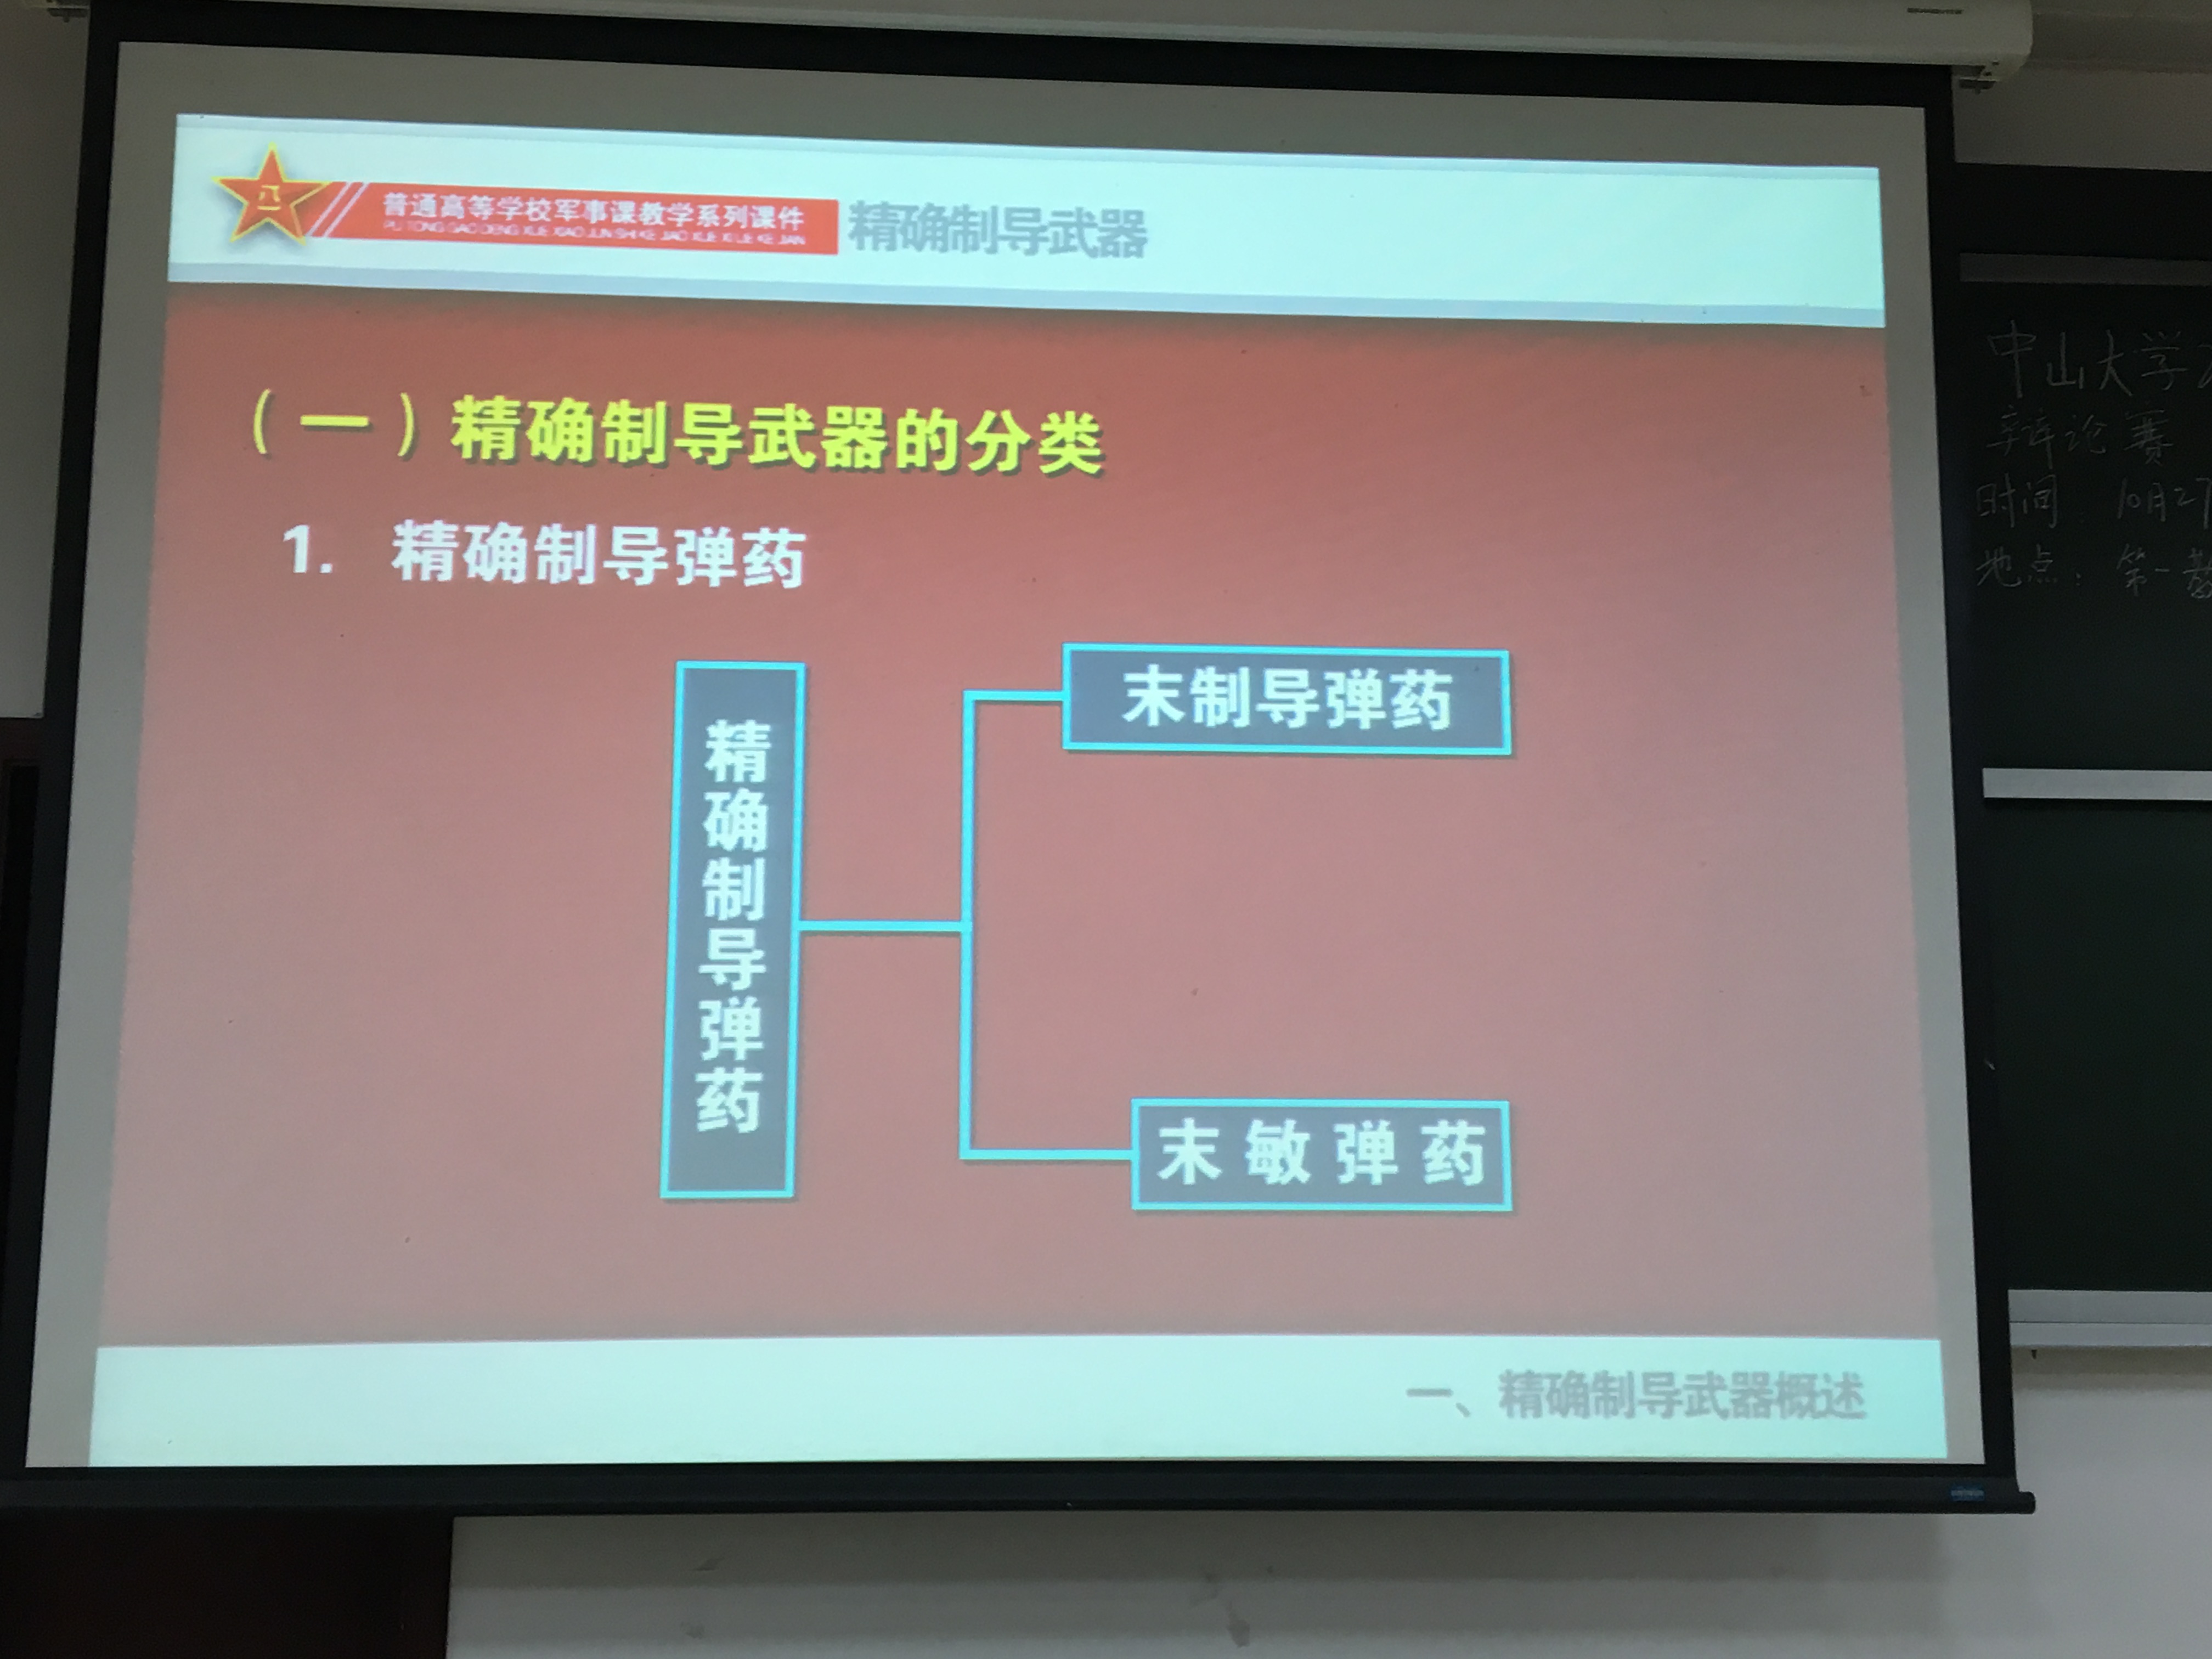 八一
普通高等学校军事课教学系列课件
PU TONG GAO DENG XUE XIAO JUN SHI KE JIAO XUE XI LIE KE JIAN
精确制导武器
（一）精确制导武器的分类
1. 精确制导弹药
精确制导弹药
末制导弹药
末敏弹药
一、精确制导武器概述
中山大学
辩论赛
时间：10月27
地点：第一教